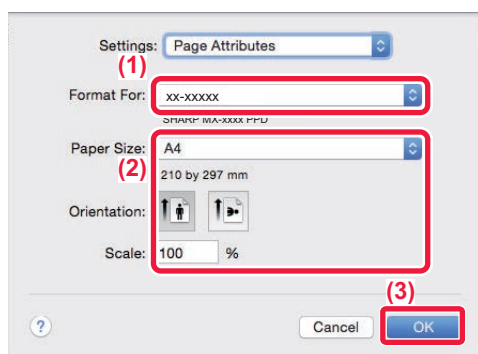 Settings: Page Attributes
(1)
Format For: xx-xxxxx
SHARP MX-xxxx PPD
Paper Size: A4
(2)
210 by 297 mm
Orientation:
Scale: 100 %
(3)
? Cancel OK